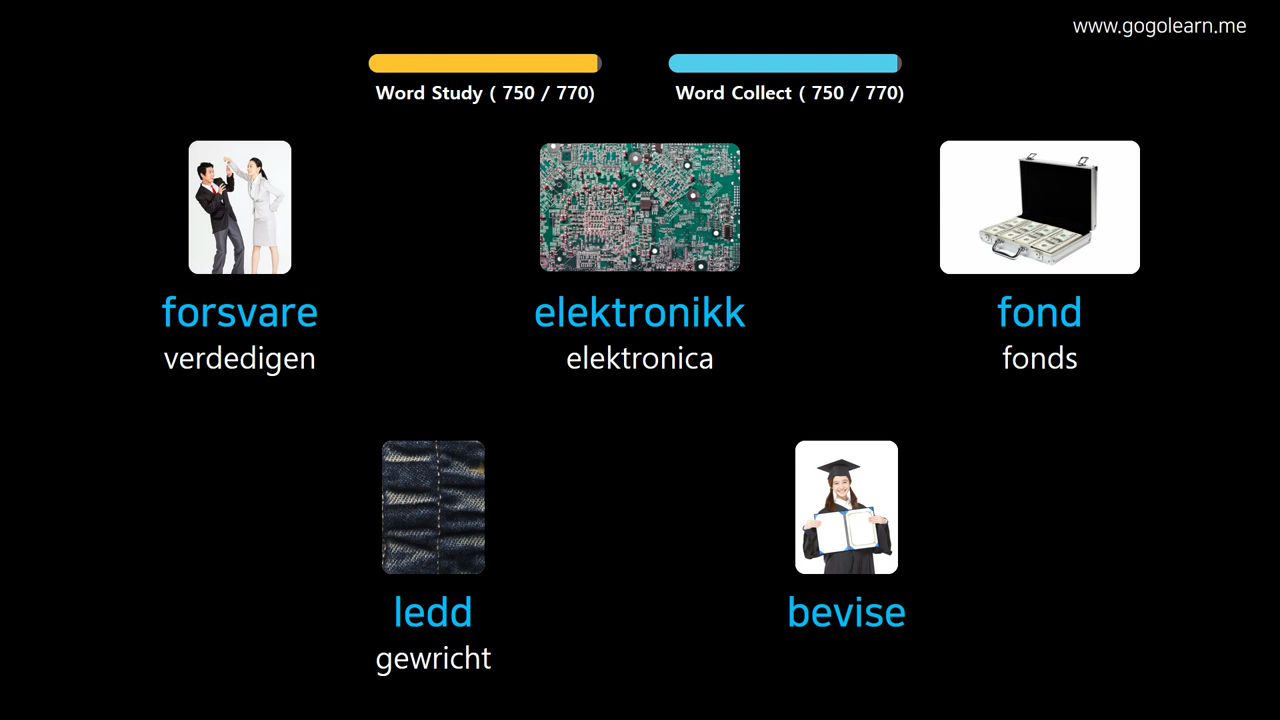 www.gogolearn.me
Word Study ( 750 / 770)
Word Collect ( 750 / 770)
forsvare
verdedigen
elektronikk
elektronica
fond
fonds
ledd
gewricht
bevise